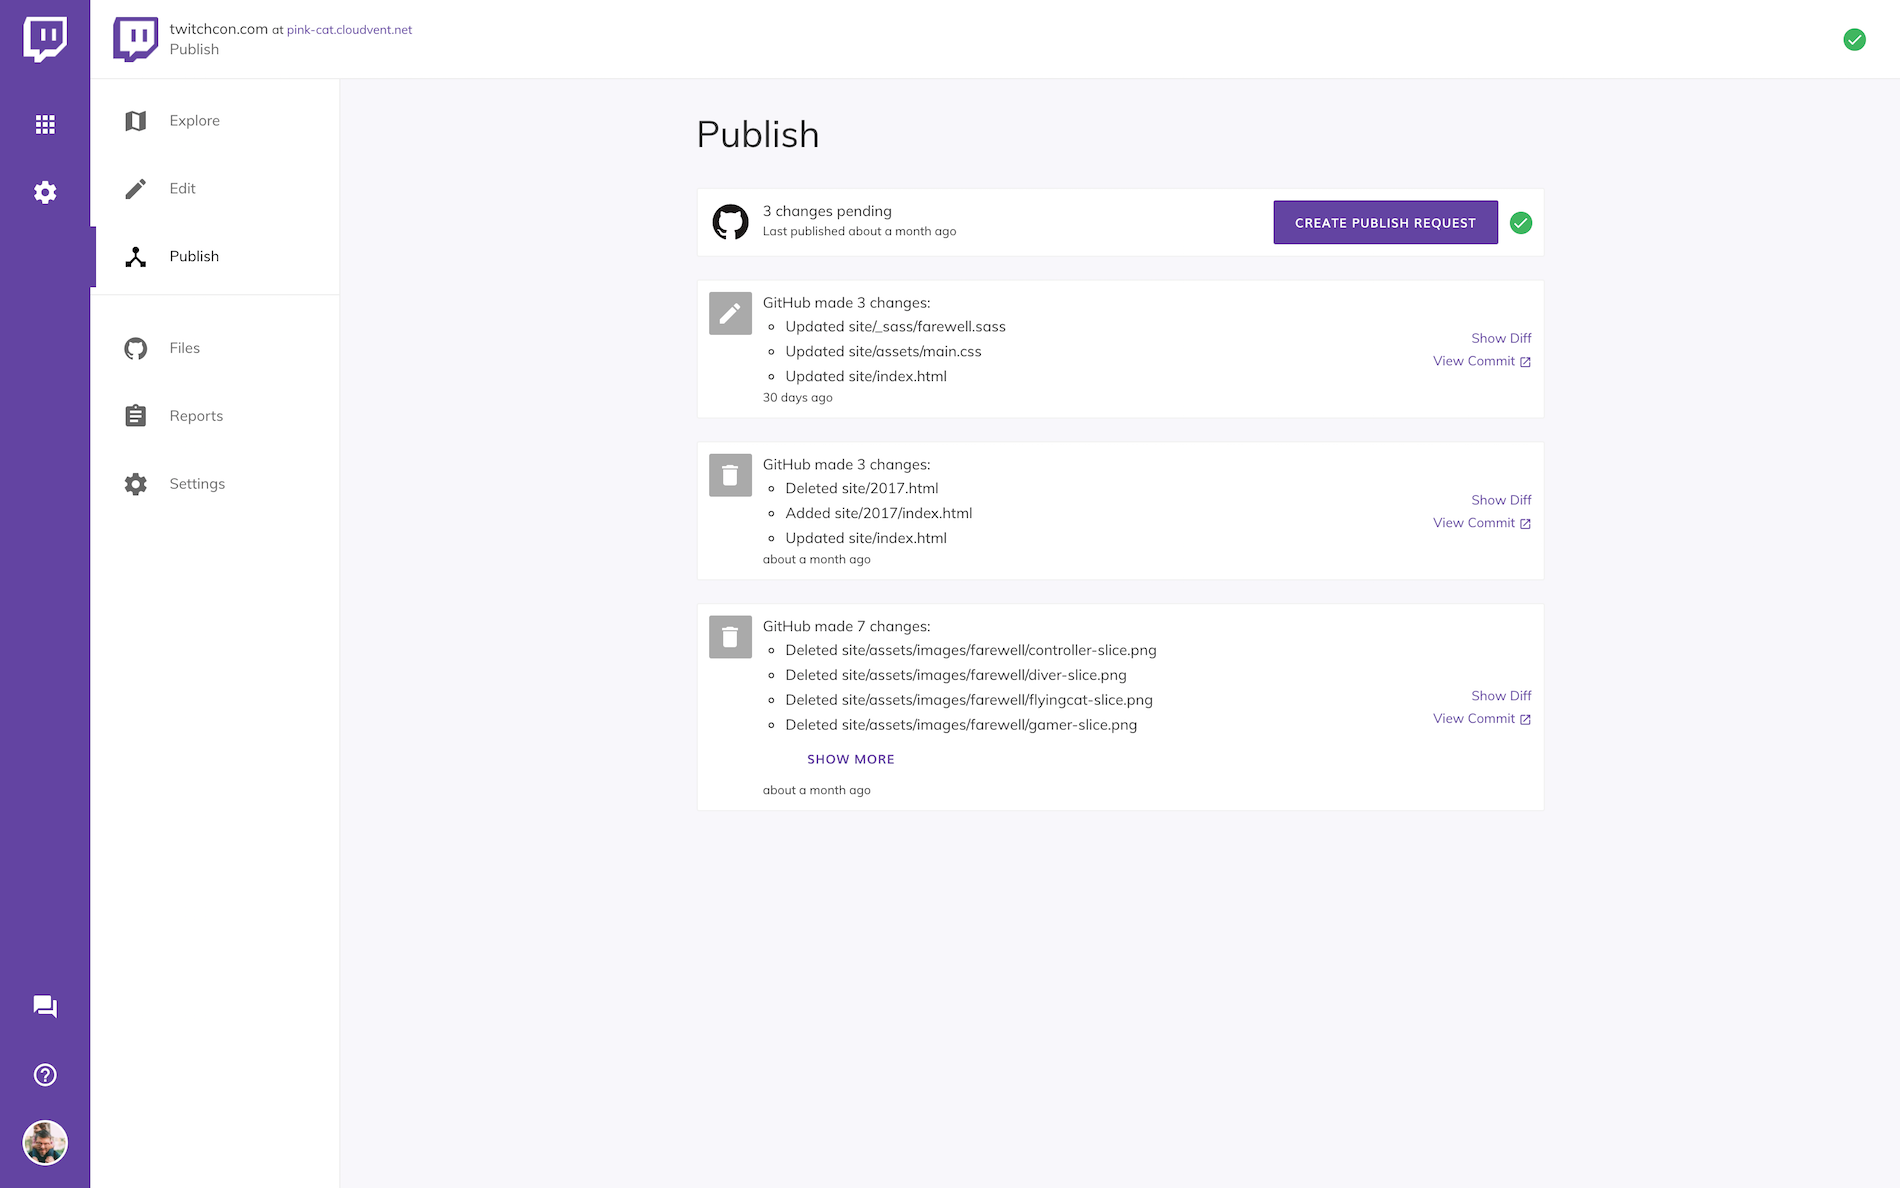 twitchcon.com at pink-cat.cloudvent.net
Publish
Explore
Edit
Publish
Files
Reports
Settings
Publish
3 changes pending
Last published about a month ago
CREATE PUBLISH REQUEST
GitHub made 3 changes:
Updated site/_sass/farewell.sass
Updated site/assets/main.css
Updated site/index.html
30 days ago
Show Diff
View Commit
GitHub made 3 changes:
Deleted site/2017.html
Added site/2017/index.html
Updated site/index.html
about a month ago
Show Diff
View Commit
GitHub made 7 changes:
Deleted site/assets/images/farewell/controller-slice.png
Deleted site/assets/images/farewell/diver-slice.png
Deleted site/assets/images/farewell/flyingcat-slice.png
Deleted site/assets/images/farewell/gamer-slice.png
SHOW MORE
about a month ago
Show Diff
View Commit